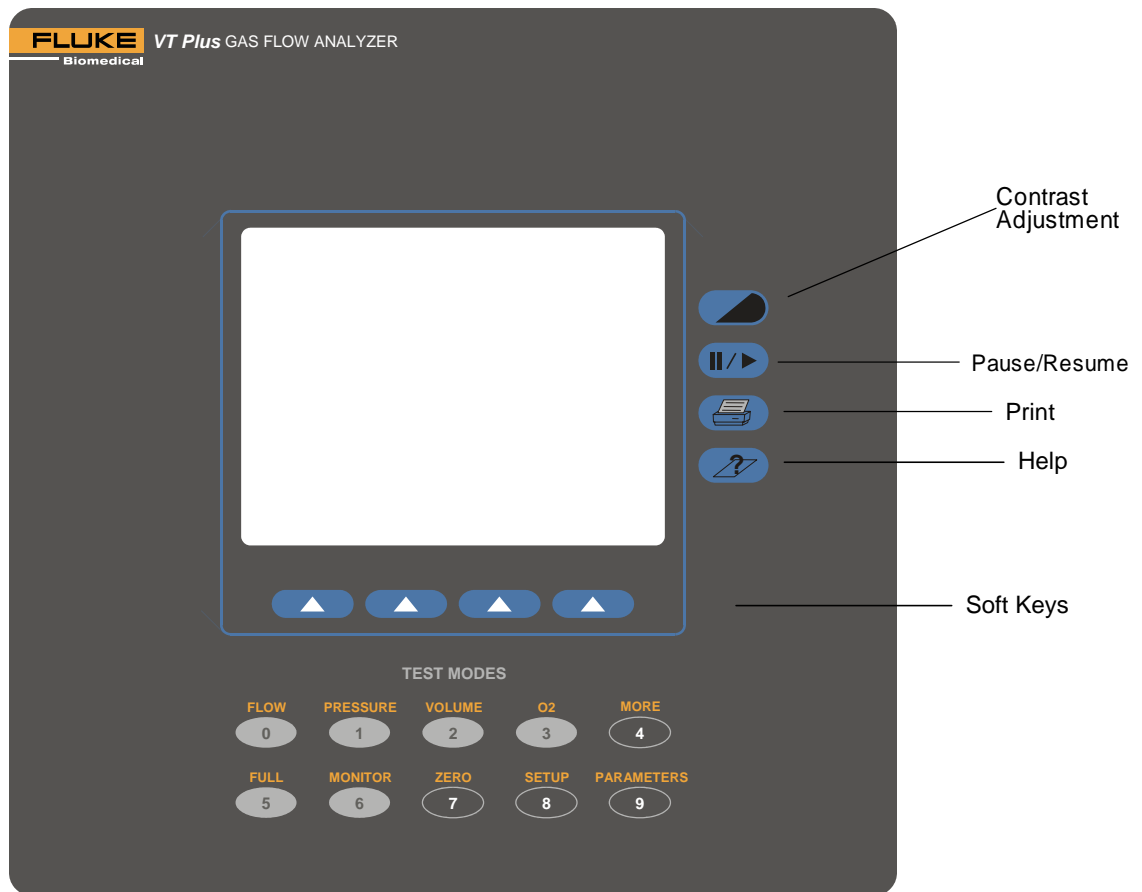 FLUKE
Biomedical
VT Plus GAS FLOW ANALYZER
Contrast
Adjustment
Pause/Resume
Print
?
Help
Soft Keys
TEST MODES
FLOW PRESSURE VOLUME O2 MORE
0 1 2 3 4
FULL MONITOR ZERO SETUP PARAMETERS
5 6 7 8 9